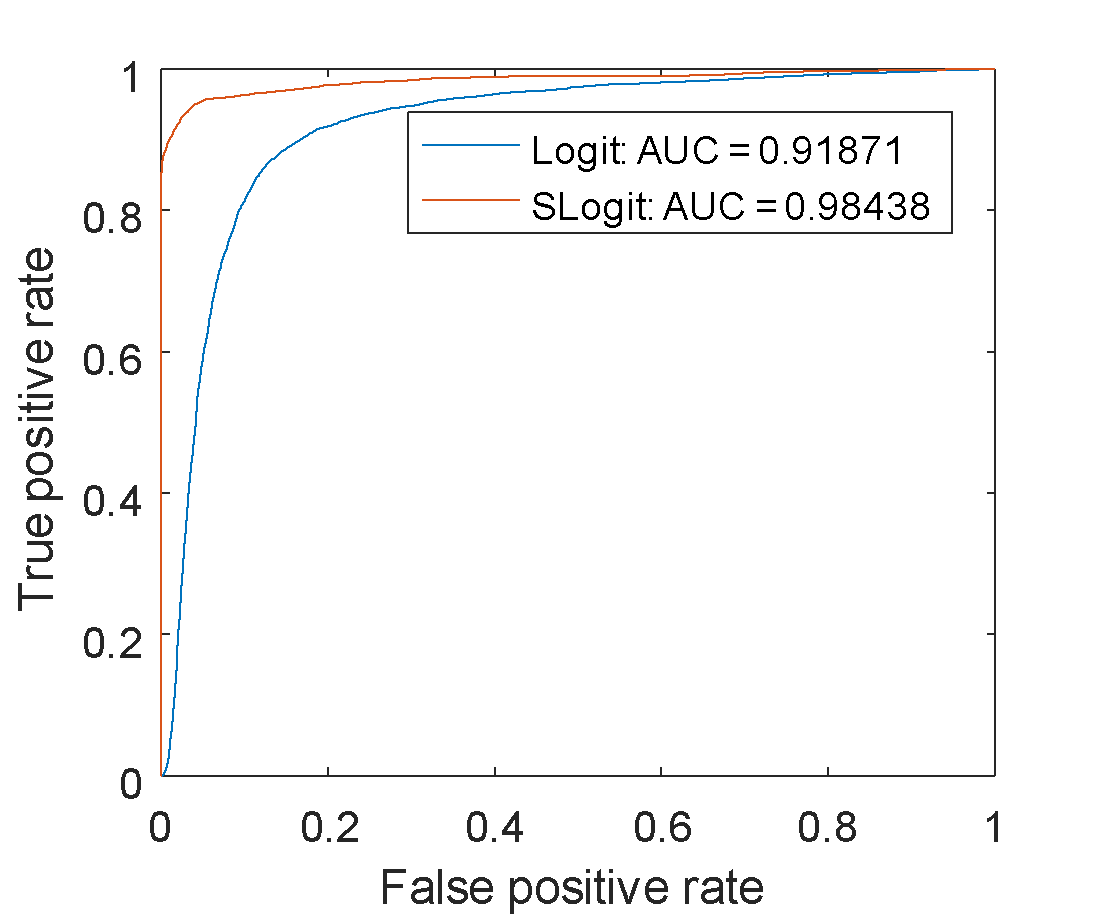 1
0.8
0.6
0.4
0.2
0
0 0.2 0.4 0.6 0.8 1
True positive rate
False positive rate
Logit: AUC = 0.91871
SLogit: AUC = 0.98438